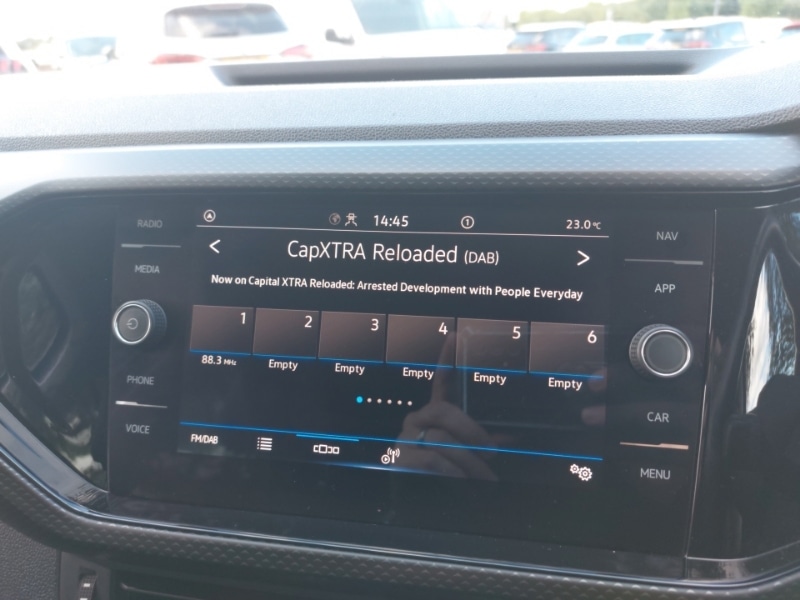 RADIO
MEDIA
PHONE
VOICE
14:45
1
23.0°C
< CapXTRA Reloaded (DAB) >
Now on Capital XTRA Reloaded: Arrested Development with People Everyday
1 2 3 4 5 6
88.3 MHz Empty Empty Empty Empty Empty
FM/DAB
NAV
APP
CAR
MENU